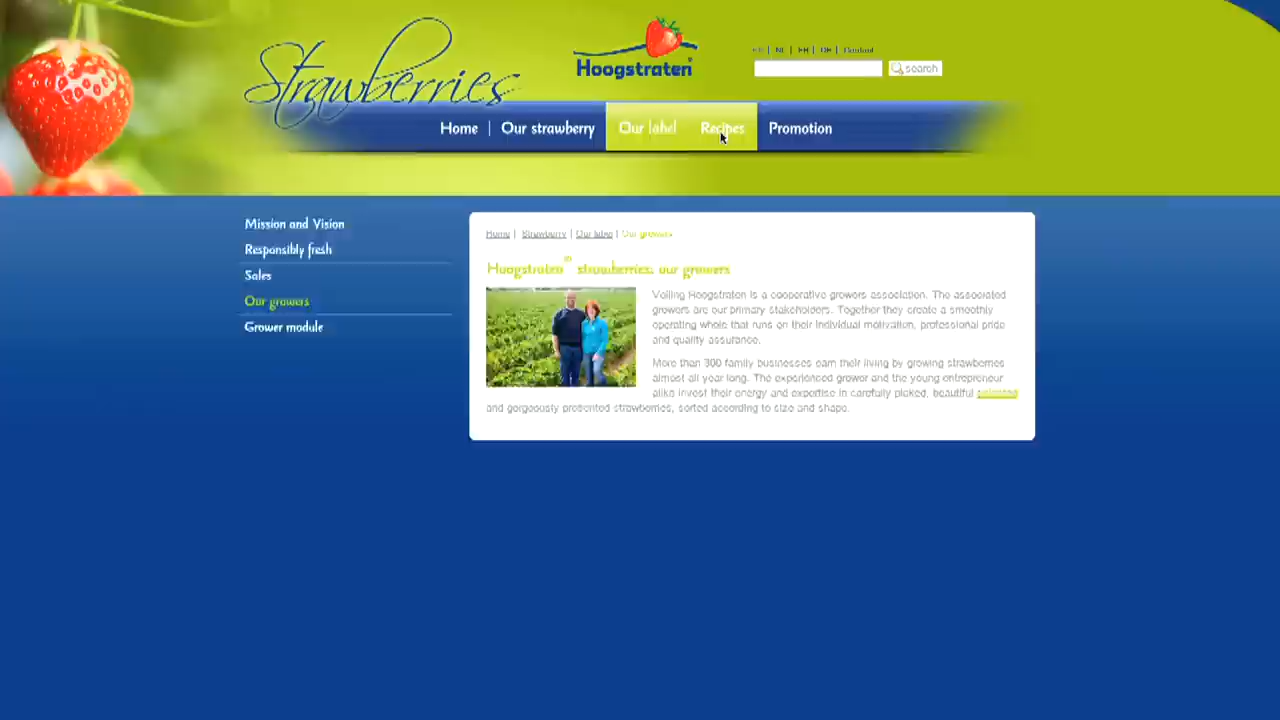 Strawberries
Hoogstraten®
NL | FR | DE | Contact
search
Home | Our strawberry Our label Recipes Promotion
Mission and Vision
Responsibly fresh
Sales
Our growers
Grower module
Home | Strawberry | Our label | Our growers
Hoogstraten® strawberries: our growers
Veiling Hoogstraten is a cooperative growers association. The associated
growers are our primary stakeholders. Together they create a smoothly
operating whole that runs on their individual motivation, professional pride
and quality assurance.
More than 300 family businesses earn their living by growing strawberries
almost all year long. The experienced grower and the young entrepreneur
alike invest their energy and expertise in carefully picked, beautiful
and gorgeously presented strawberries, sorted according to size and shape.